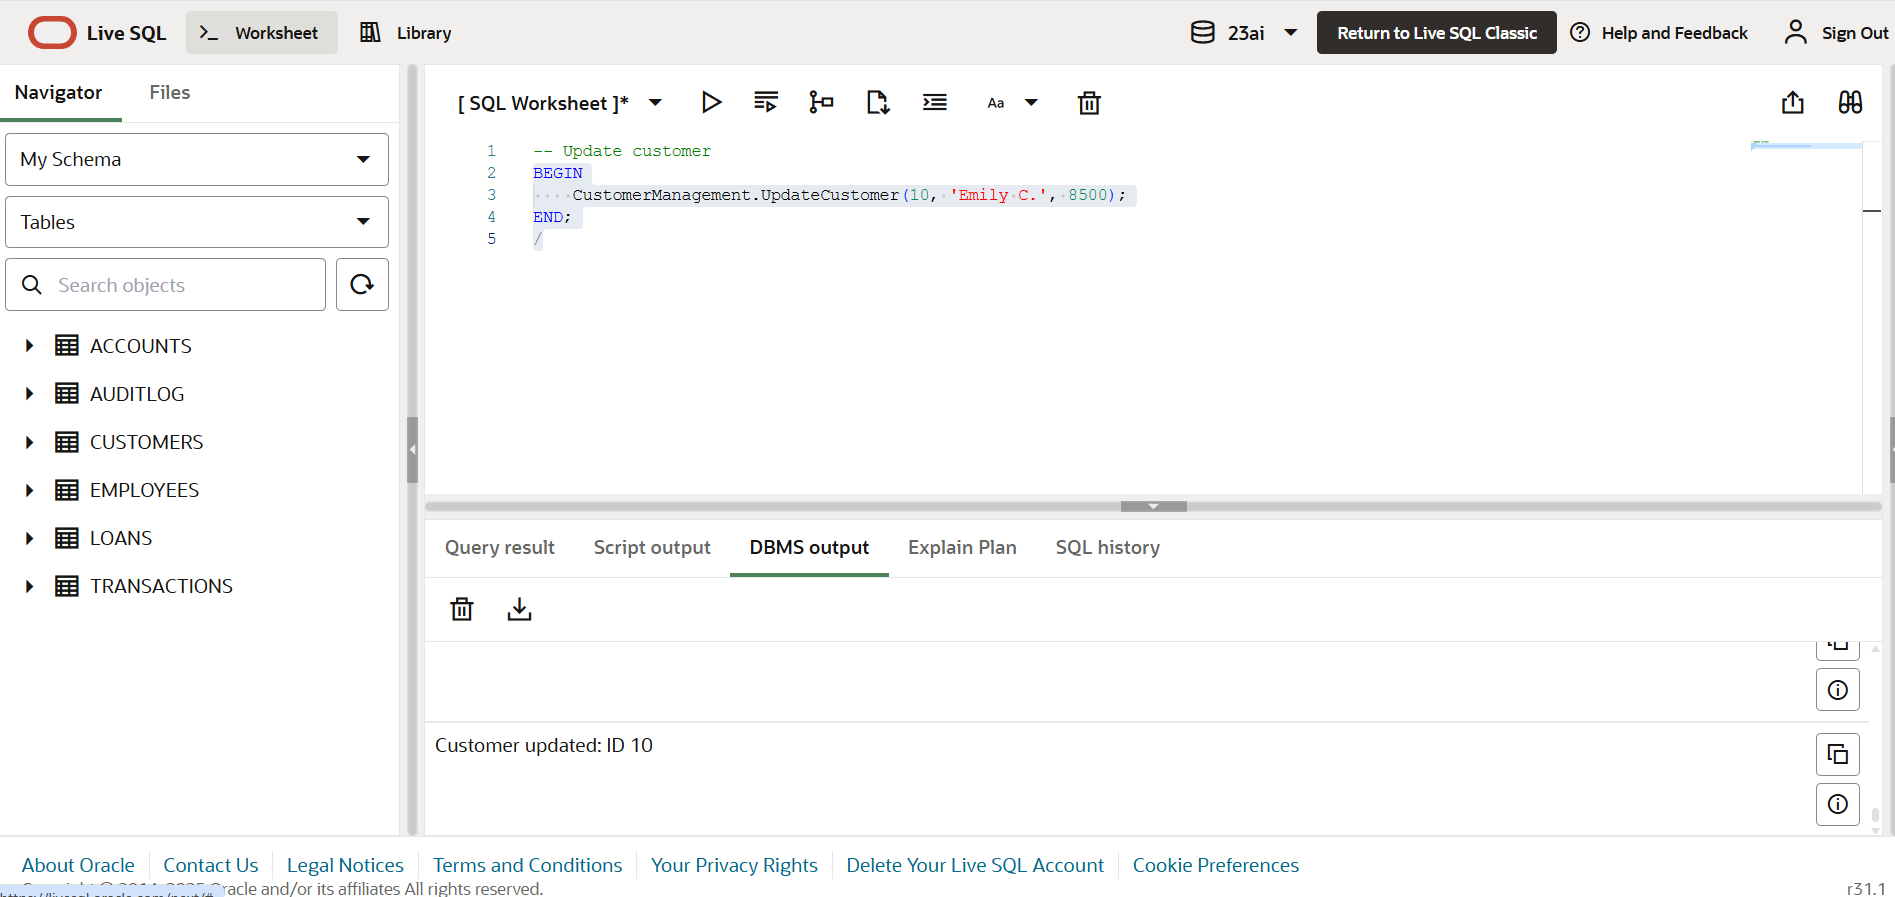 Live SQL
Worksheet
Library
23ai
Return to Live SQL Classic
Help and Feedback
Sign Out
Navigator
Files
My Schema
Tables
Search objects
ACCOUNTS
AUDITLOG
CUSTOMERS
EMPLOYEES
LOANS
TRANSACTIONS
[ SQL Worksheet ]*
Aa
1 -- Update customer
2 BEGIN
3 CustomerManagement.UpdateCustomer(10, 'Emily C.', 8500);
4 END;
5 /
Query result
Script output
DBMS output
Explain Plan
SQL history
Customer updated: ID 10
About Oracle
Contact Us
Legal Notices
Terms and Conditions
Your Privacy Rights
Delete Your Live SQL Account
Cookie Preferences
and/or its affiliates All rights reserved.
r31.1